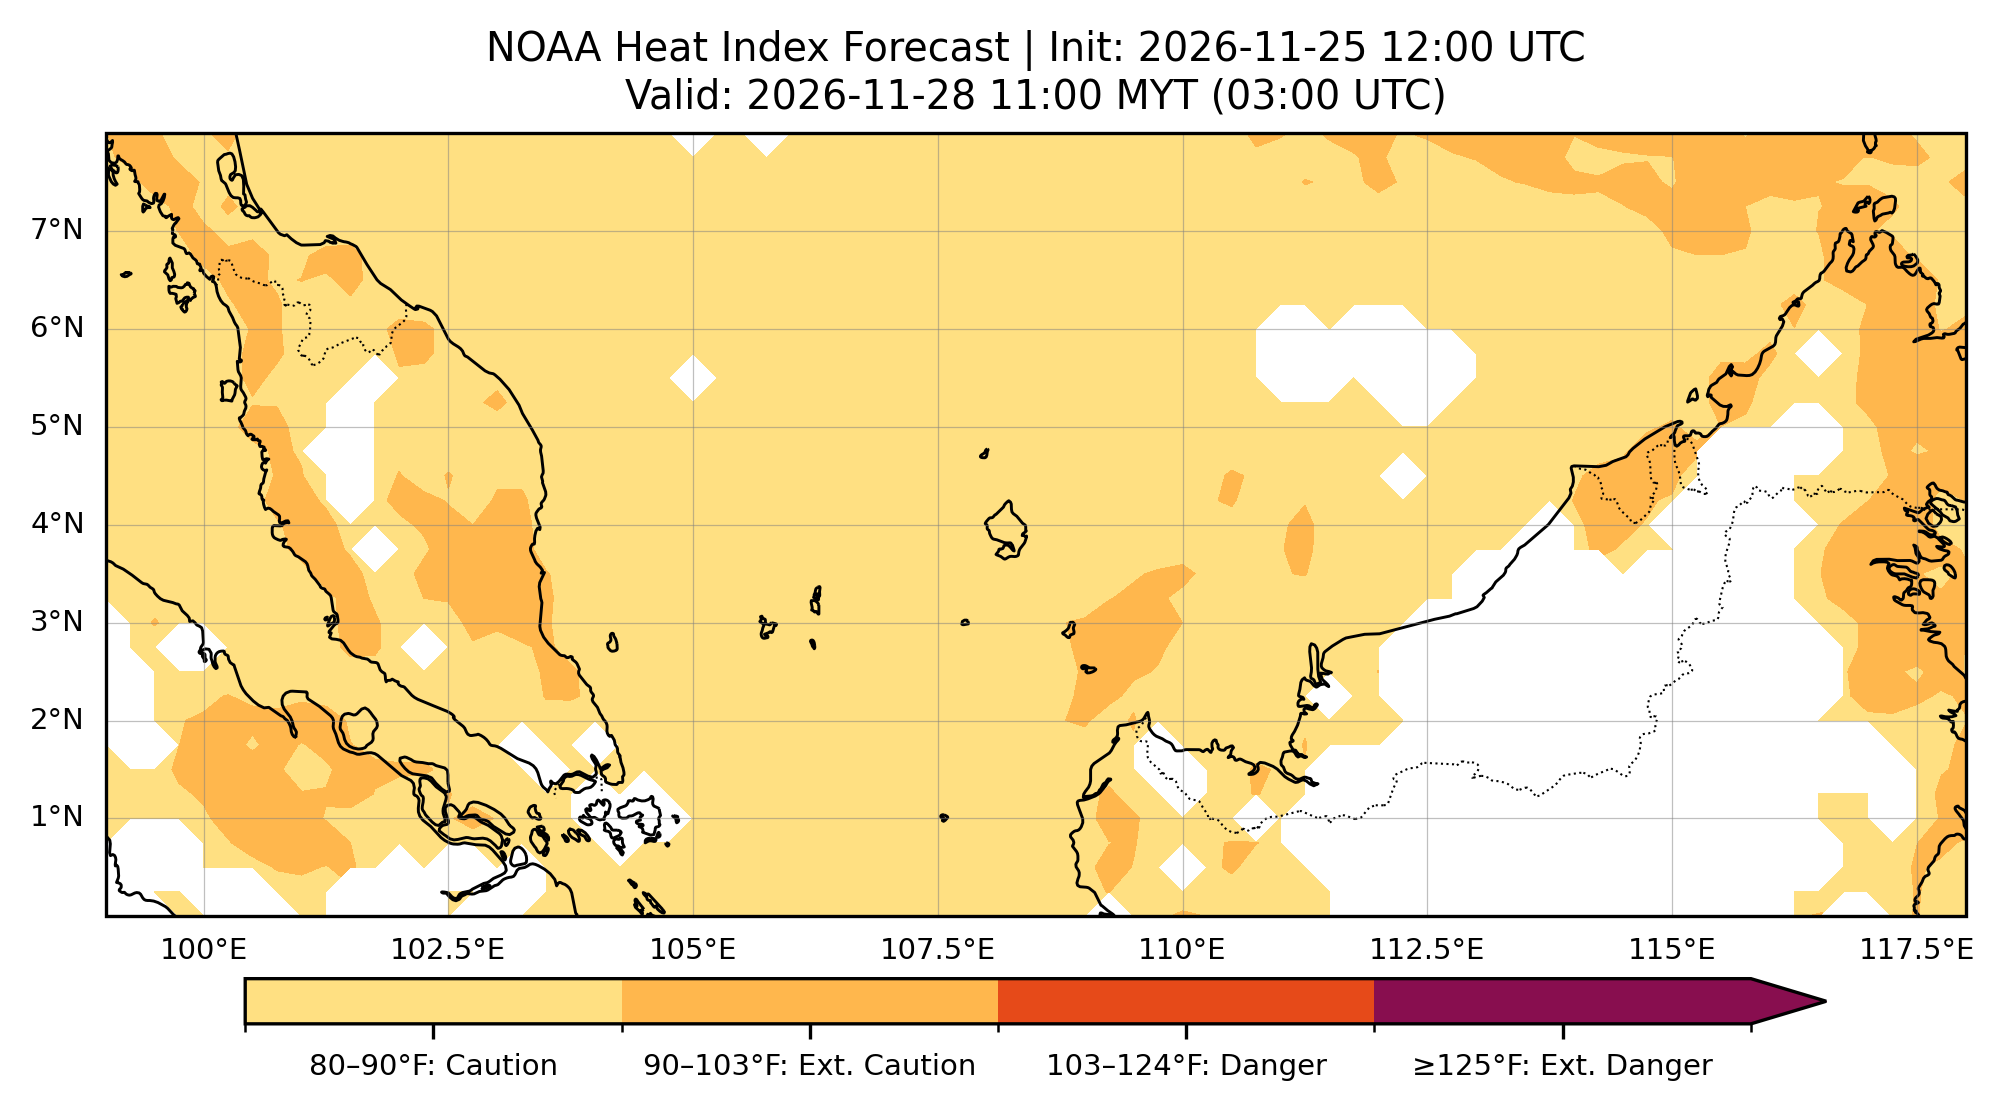 NOAA Heat Index Forecast | Init: 2026-11-25 12:00 UTC
Valid: 2026-11-28 11:00 MYT (03:00 UTC)
7°N
6°N
5°N
4°N
3°N
2°N
1°N
100°E 102.5°E 105°E 107.5°E 110°E 112.5°E 115°E 117.5°E
80–90°F: Caution 90–103°F: Ext. Caution 103–124°F: Danger ≥125°F: Ext. Danger